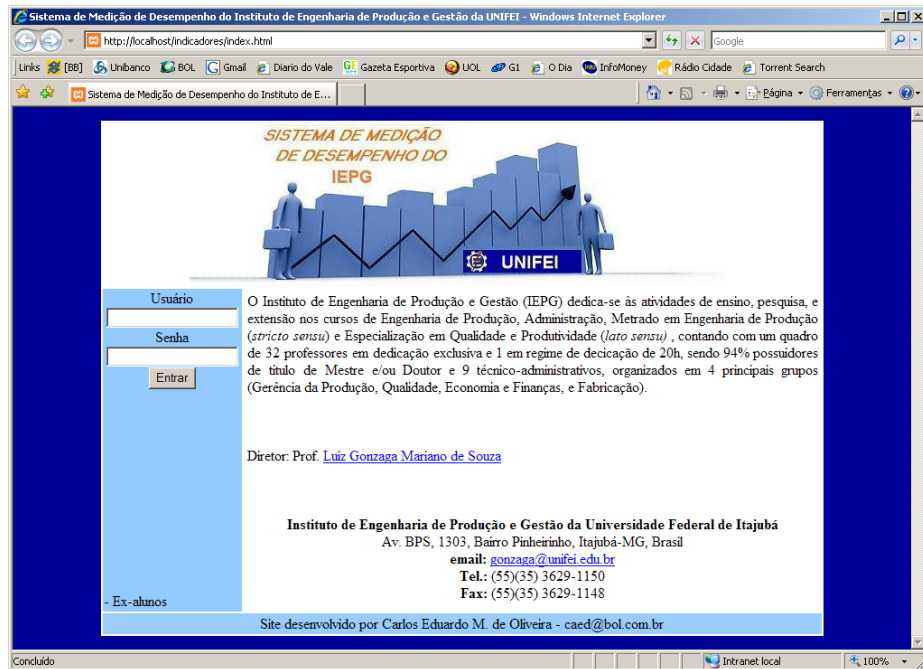 Sistema de Medição de Desempenho do Instituto de Engenharia de Produção e Gestão da UNIFEI - Windows Internet Explorer
http://localhost/indicadores/index.html
Google
Links [BB] Unibanco BOL Gmail Diario do Vale Gazeta Esportiva UOL G1 O Dia InfoMoney Rádio Cidade Torrent Search
Sistema de Medição de Desempenho do Instituto de E...
Página Ferramentas
SISTEMA DE MEDIÇÃO
DE DESEMPENHO DO
IEPG
UNIFEI
Usuário
Senha
Entrar
- Ex-alunos
O Instituto de Engenharia de Produção e Gestão (IEPG) dedica-se às atividades de ensino, pesquisa, e
extensão nos cursos de Engenharia de Produção, Administração, Metrado em Engenharia de Produção
(stricto sensu) e Especialização em Qualidade e Produtividade (lato sensu) , contando com um quadro
de 32 professores em dedicação exclusiva e 1 em regime de decicação de 20h, sendo 94% possuidores
de titulo de Mestre e/ou Doutor e 9 técnico-administrativos, organizados em 4 principais grupos
(Gerência da Produção, Qualidade, Economia e Finanças, e Fabricação).
Diretor: Prof. Luiz Gonzaga Mariano de Souza
Instituto de Engenharia de Produção e Gestão da Universidade Federal de Itajubá
Av. BPS, 1303, Bairro Pinheirinho, Itajubá-MG, Brasil
email: gonzaga@unifei.edu.br
Tel.: (55)(35) 3629-1150
Fax: (55)(35) 3629-1148
Site desenvolvido por Carlos Eduardo M. de Oliveira - caed@bol.com.br
Concluído
Intranet local
100%